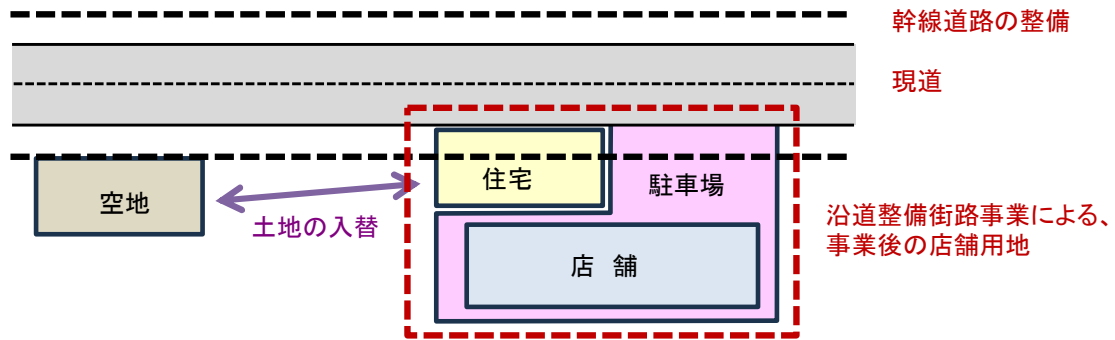 幹線道路の整備
現道
住宅
駐車場
空地
土地の入替
沿道整備街路事業による、
事業後の店舗用地
店 舗